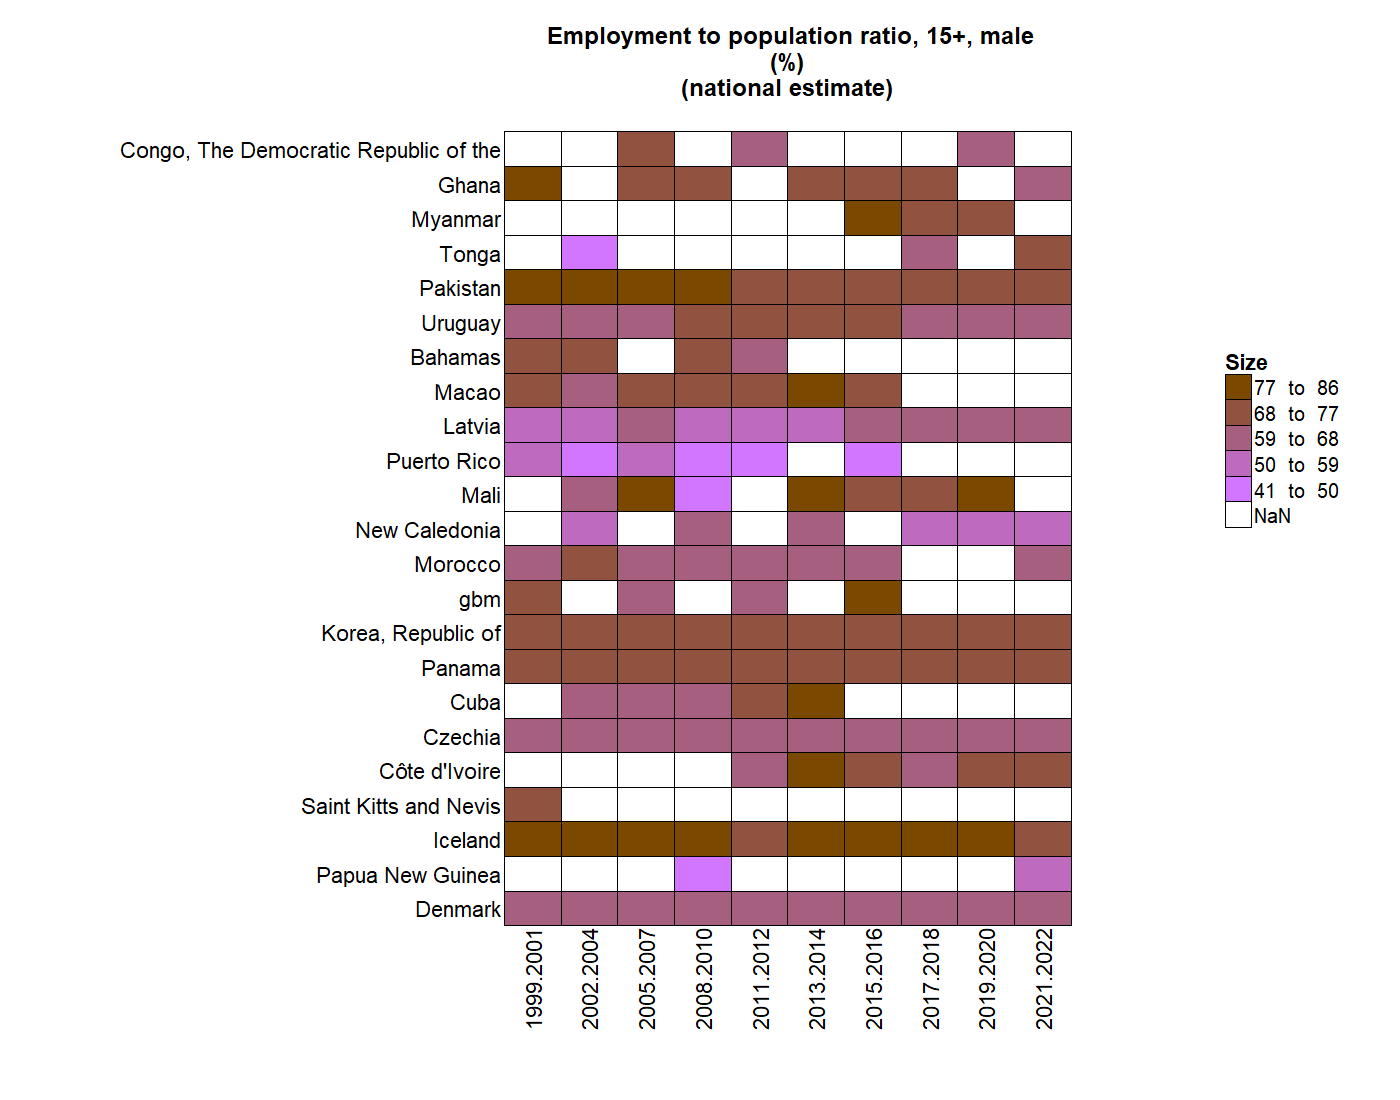 Employment to population ratio, 15+, male
(%)
(national estimate)
Congo, The Democratic Republic of the
Ghana
Myanmar
Tonga
Pakistan
Uruguay
Bahamas
Macao
Latvia
Puerto Rico
Mali
New Caledonia
Morocco
gbm
Korea, Republic of
Panama
Cuba
Czechia
Côte d'Ivoire
Saint Kitts and Nevis
Iceland
Papua New Guinea
Denmark
1999.2001
2002.2004
2005.2007
2008.2010
2011.2012
2013.2014
2015.2016
2017.2018
2019.2020
2021.2022
Size
77 to 86
68 to 77
59 to 68
50 to 59
41 to 50
NaN